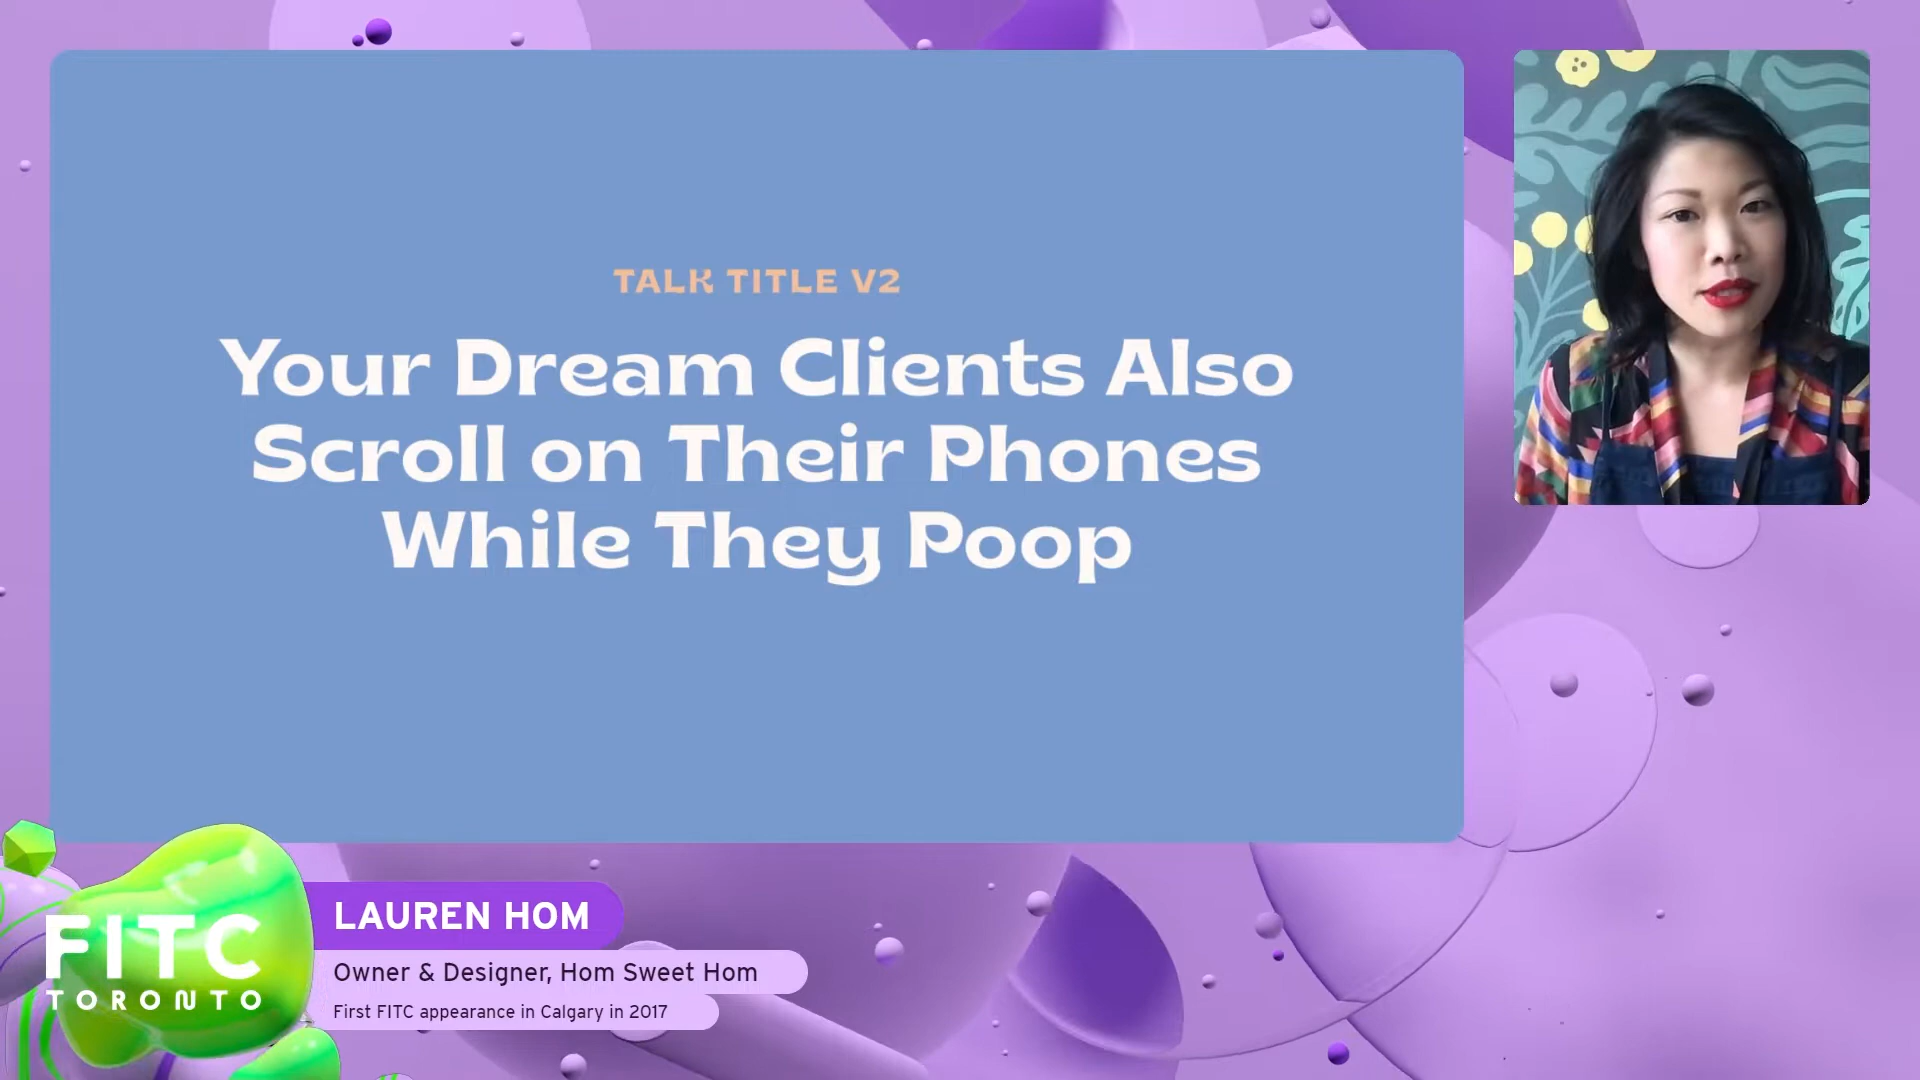 TALK TITLE V2
Your Dream Clients Also
Scroll on Their Phones
While They Poop
FITC
TORONTO
LAUREN HOM
Owner & Designer, Hom Sweet Hom
First FITC appearance in Calgary in 2017